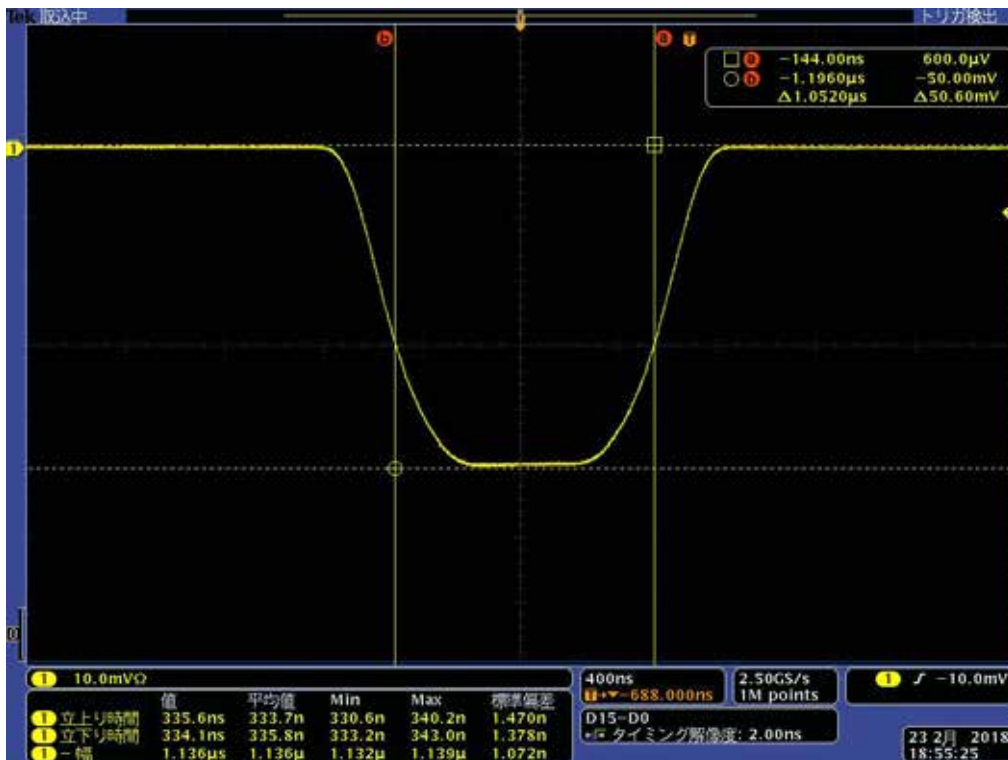 Tek 取込中
トリガ検出
b
a
T
a -144.00ns 600.0μV
b -1.1960μs -50.00mV
Δ1.0520μs Δ50.60mV
1
1 10.0mVΩ
値 平均値 Min Max 標準偏差
1 立上り時間 335.6ns 333.7n 330.6n 340.2n 1.470n
1 立下り時間 334.1ns 335.8n 333.2n 343.0n 1.378n
1 -幅 1.136μs 1.136μ 1.132μ 1.139μ 1.072n
400ns
T→▼-688.000ns
2.50GS/s
1M points
1 ƒ -10.0mV
D15-D0
タイミング解像度: 2.00ns
23 2月 2018
18:55:25